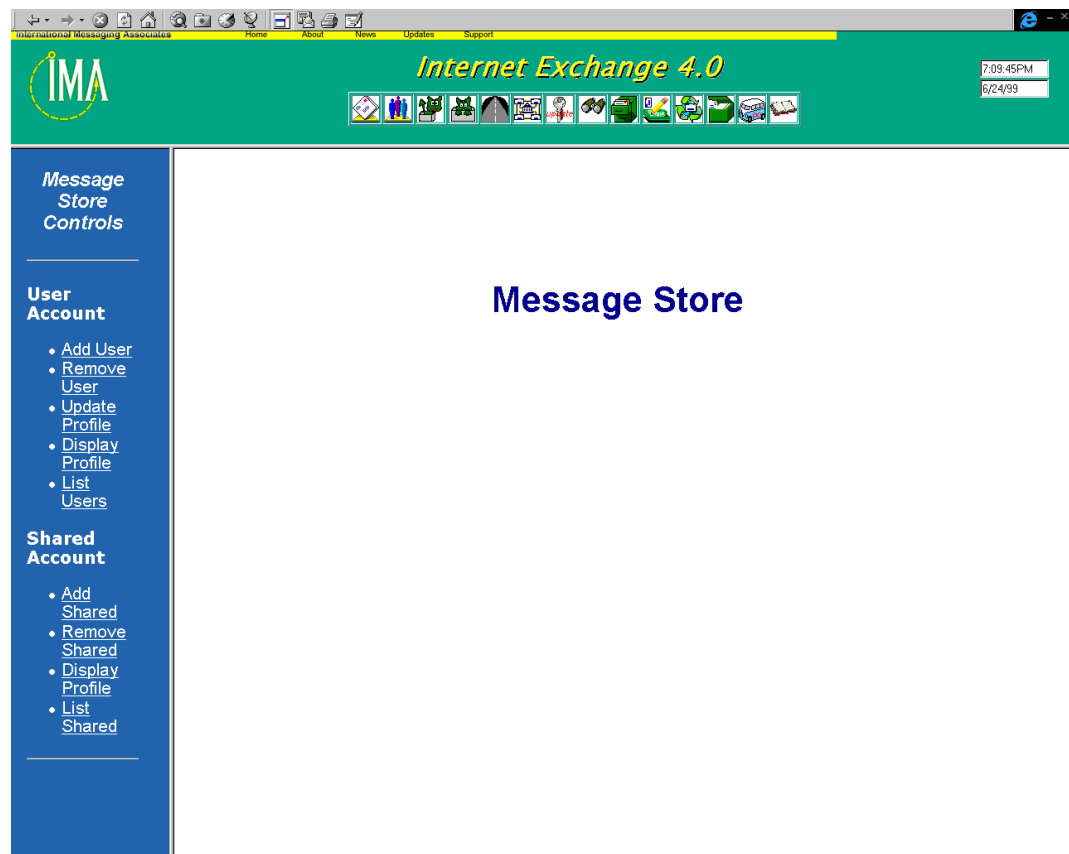 International Messaging Associates Home About News Updates Support
IMA
Internet Exchange 4.0
7:09:45PM
6/24/99
update
Message
Store
Controls
User
Account
Add User
Remove
User
Update
Profile
Display
Profile
List
Users
Shared
Account
Add
Shared
Remove
Shared
Display
Profile
List
Shared
Message Store